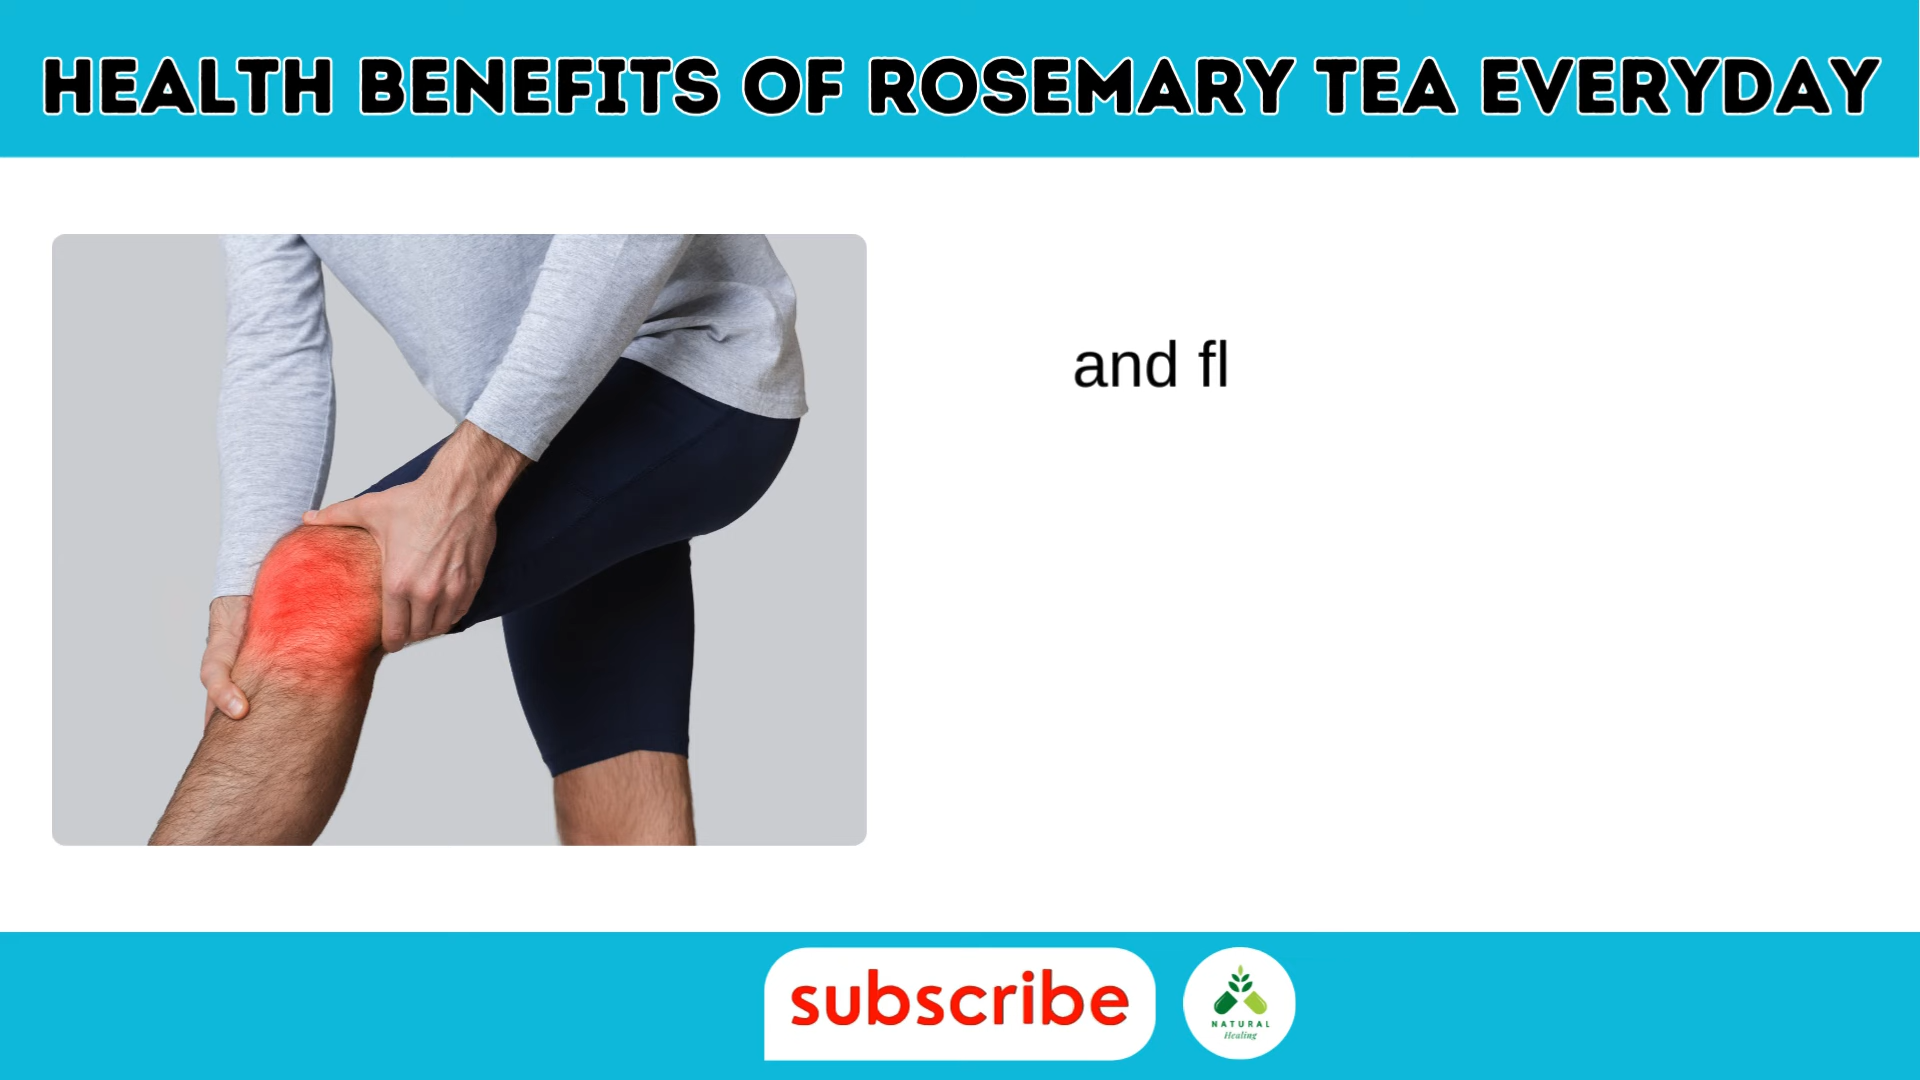 HEALTH BENEFITS OF ROSEMARY TEA EVERYDAY
and fl
subscribe
NATURAL
Healing